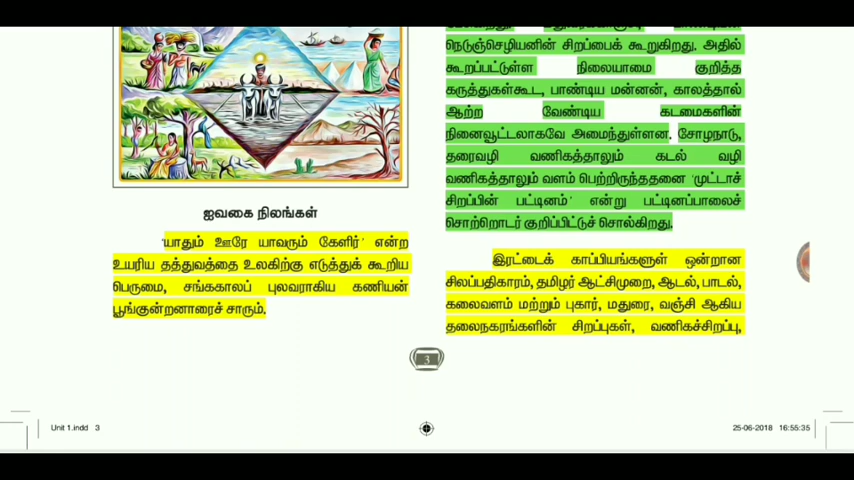 ஐவகை நிலங்கள்
'யாதும் ஊரே யாவரும் கேளிர்' என்ற
உயரிய தத்துவத்தை உலகிற்கு எடுத்துக் கூறிய
பெருமை, சங்ககாலப் புலவராகிய கணியன்
பூங்குன்றனாரைச் சாரும்.
நெடுஞ்செழியனின் சிறப்பைக் கூறுகிறது. அதில்
கூறப்பட்டுள்ள நிலையாமை குறித்த
கருத்துகள்கூட, பாண்டிய மன்னன், காலத்தால்
ஆற்ற வேண்டிய கடமைகளின்
நினைவூட்டலாகவே அமைந்துள்ளன. சோழநாடு,
தரைவழி வணிகத்தாலும் கடல் வழி
வணிகத்தாலும் வளம் பெற்றிருந்ததனை 'முட்டாச்
சிறப்பின் பட்டினம்' என்று பட்டினப்பாலைச்
சொற்றொடர் குறிப்பிட்டுச் சொல்கிறது.
இரட்டைக் காப்பியங்களுள் ஒன்றான
சிலப்பதிகாரம், தமிழர் ஆட்சிமுறை, ஆடல், பாடல்,
கலைவளம் மற்றும் புகார், மதுரை, வஞ்சி ஆகிய
தலைநகரங்களின் சிறப்புகள், வணிகச்சிறப்பு,
3
Unit 1.indd 3
25-06-2018 16:55:35